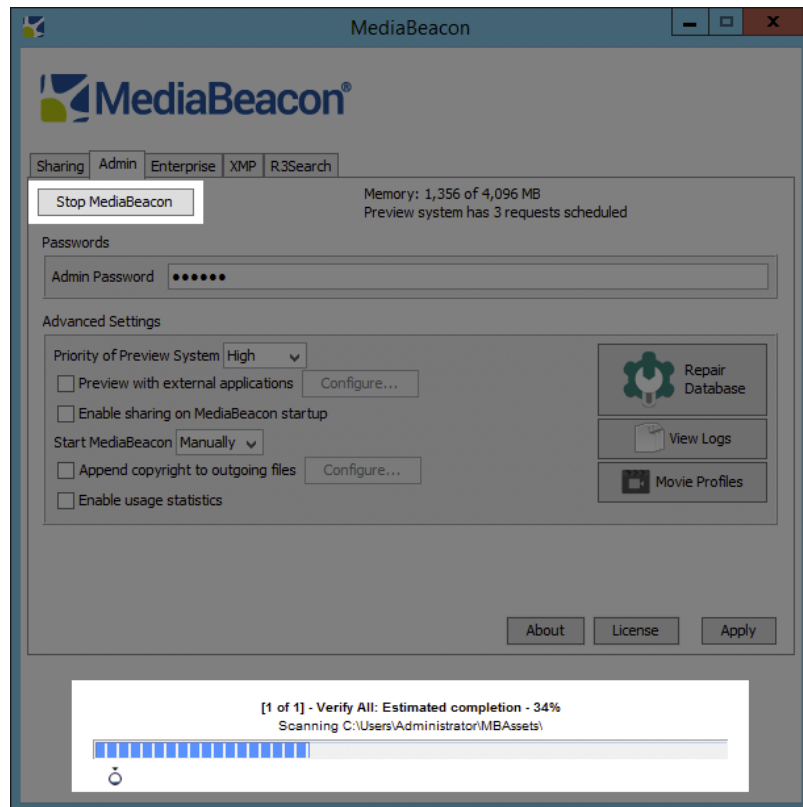 MediaBeacon
MediaBeacon®
Sharing Admin Enterprise XMP R3Search
Stop MediaBeacon
Memory: 1,356 of 4,096 MB
Preview system has 3 requests scheduled
Passwords
Admin Password ••••••
Advanced Settings
Priority of Preview System High
Preview with external applications Configure...
Enable sharing on MediaBeacon startup
Start MediaBeacon Manually
Append copyright to outgoing files Configure...
Enable usage statistics
Repair
Database
View Logs
Movie Profiles
About License Apply
[1 of 1] - Verify All: Estimated completion - 34%
Scanning C:\Users\Administrator\MBAssets\